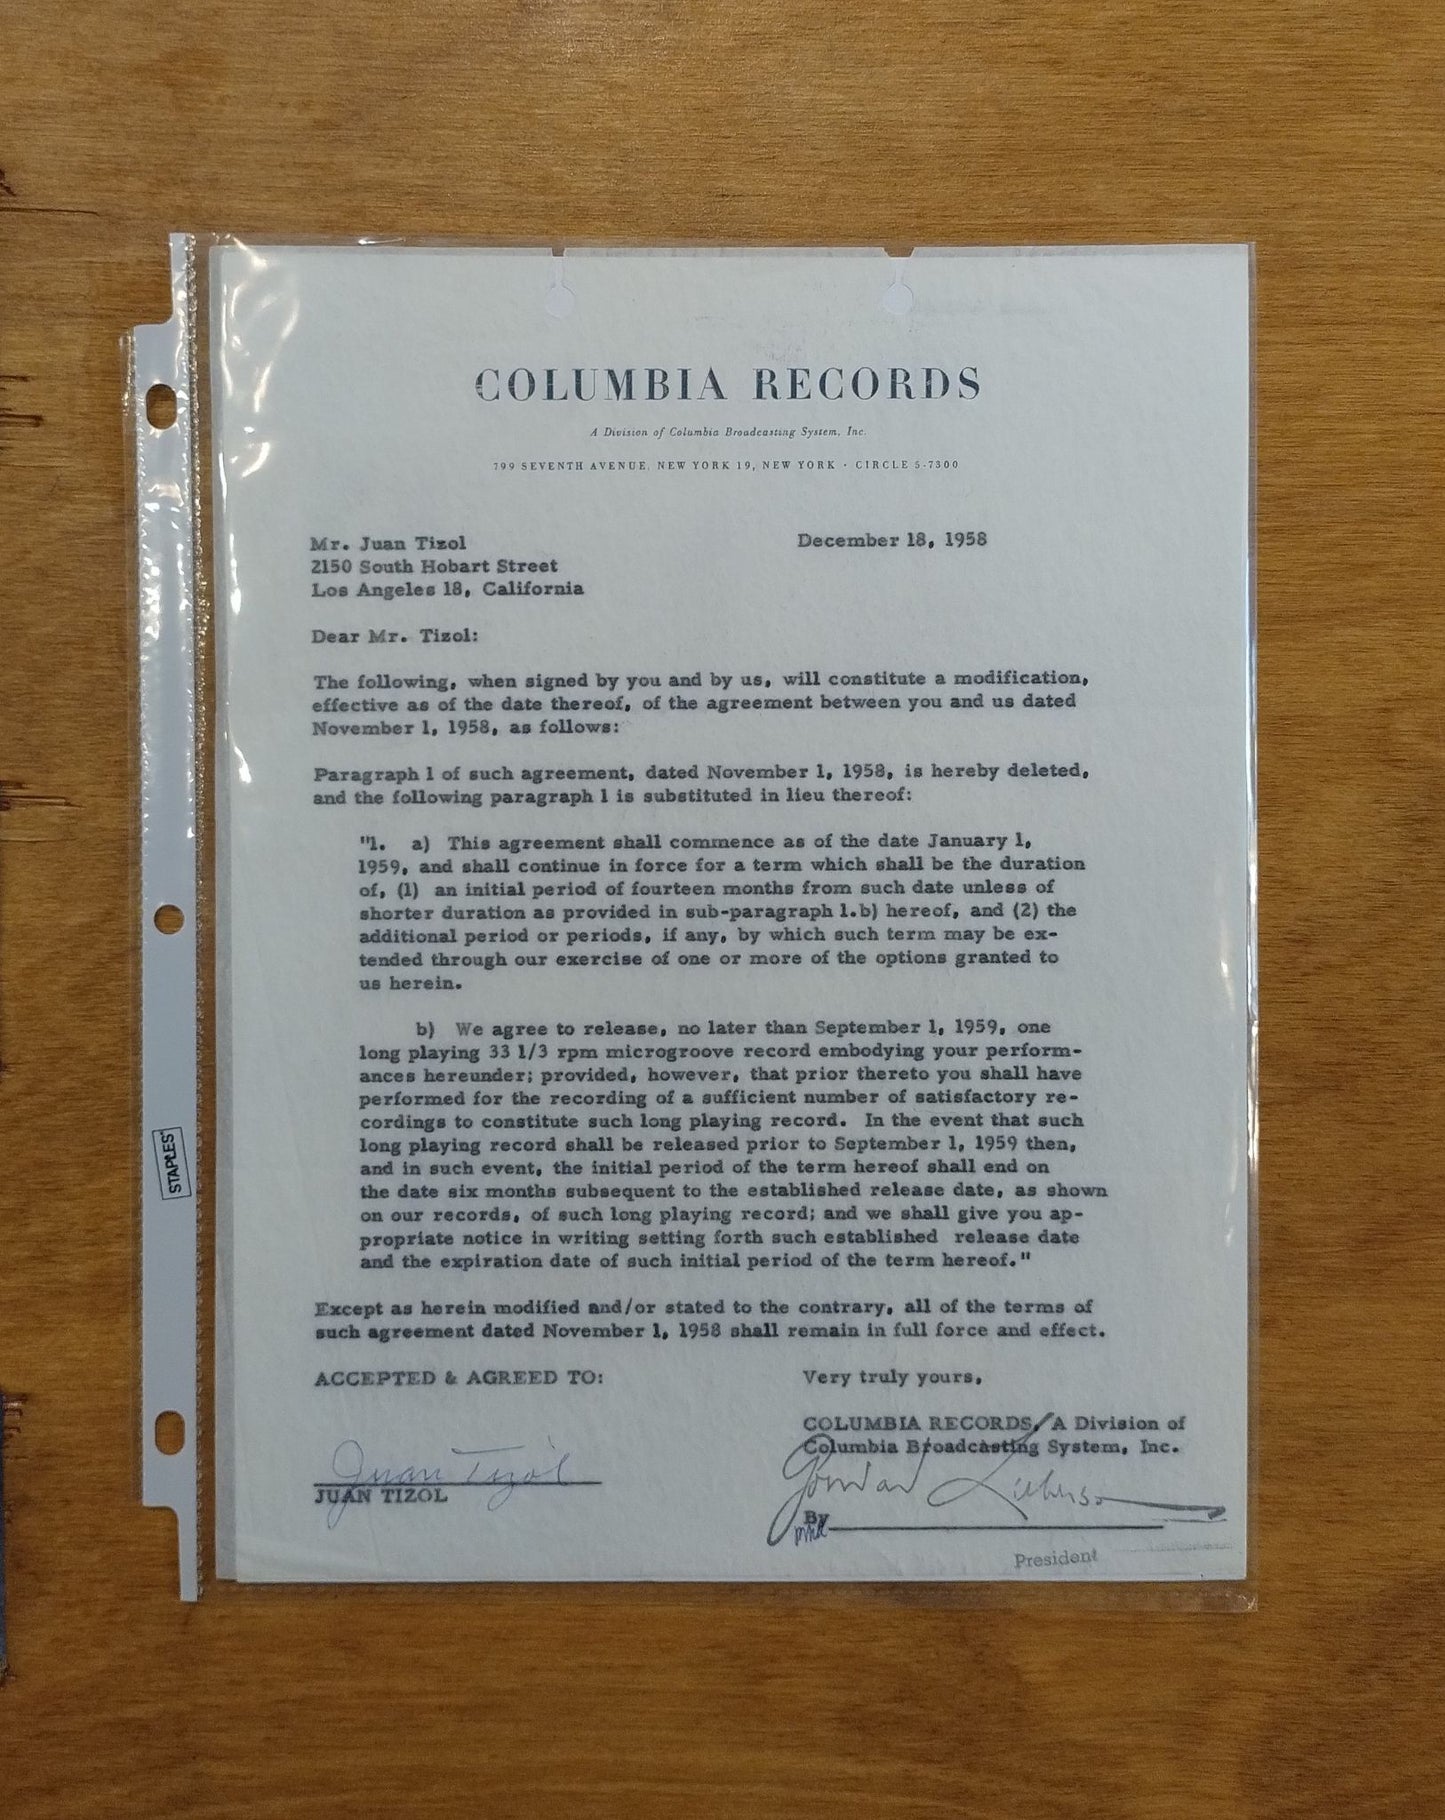 COLUMBIA RECORDS
A Division of Columbia Broadcasting System, Inc.
799 SEVENTH AVENUE, NEW YORK 19, NEW YORK · CIRCLE 5-7300
Mr. Juan Tizol
December 18, 1958
2150 South Hobart Street
Los Angeles 18, California
Dear Mr. Tizol:
The following, when signed by you and by us, will constitute a modification,
effective as of the date thereof, of the agreement between you and us dated
November 1, 1958, as follows:
Paragraph 1 of such agreement, dated November 1, 1958, is hereby deleted,
and the following paragraph 1 is substituted in lieu thereof:
"1. a) This agreement shall commence as of the date January 1,
1959, and shall continue in force for a term which shall be the duration
of, (1) an initial period of fourteen months from such date unless of
shorter duration as provided in sub-paragraph 1.b) hereof, and (2) the
additional period or periods, if any, by which such term may be ex-
tended through our exercise of one or more of the options granted to
us herein.
b) We agree to release, no later than September 1, 1959, one
long playing 33 1/3 rpm microgroove record embodying your perform-
ances hereunder; provided, however, that prior thereto you shall have
performed for the recording of a sufficient number of satisfactory re-
cordings to constitute such long playing record. In the event that such
long playing record shall be released prior to September 1, 1959 then,
and in such event, the initial period of the term hereof shall end on
the date six months subsequent to the established release date, as shown
on our records, of such long playing record; and we shall give you ap-
propriate notice in writing setting forth such established release date
and the expiration date of such initial period of the term hereof."
Except as herein modified and/or stated to the contrary, all of the terms of
such agreement dated November 1, 1958 shall remain in full force and effect.
ACCEPTED & AGREED TO:
Very truly yours,
COLUMBIA RECORDS, A Division of
Columbia Broadcasting System, Inc.
Juan Tizol
JUAN TIZOL
Goddard Lieberson
By
President
STAPLES